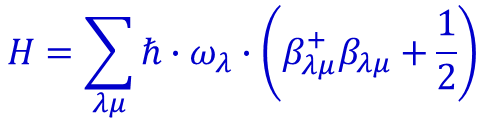 H = ∑_{λμ} ħ · ω_λ · (β⁺_{λμ} β_{λμ} + 1/2)